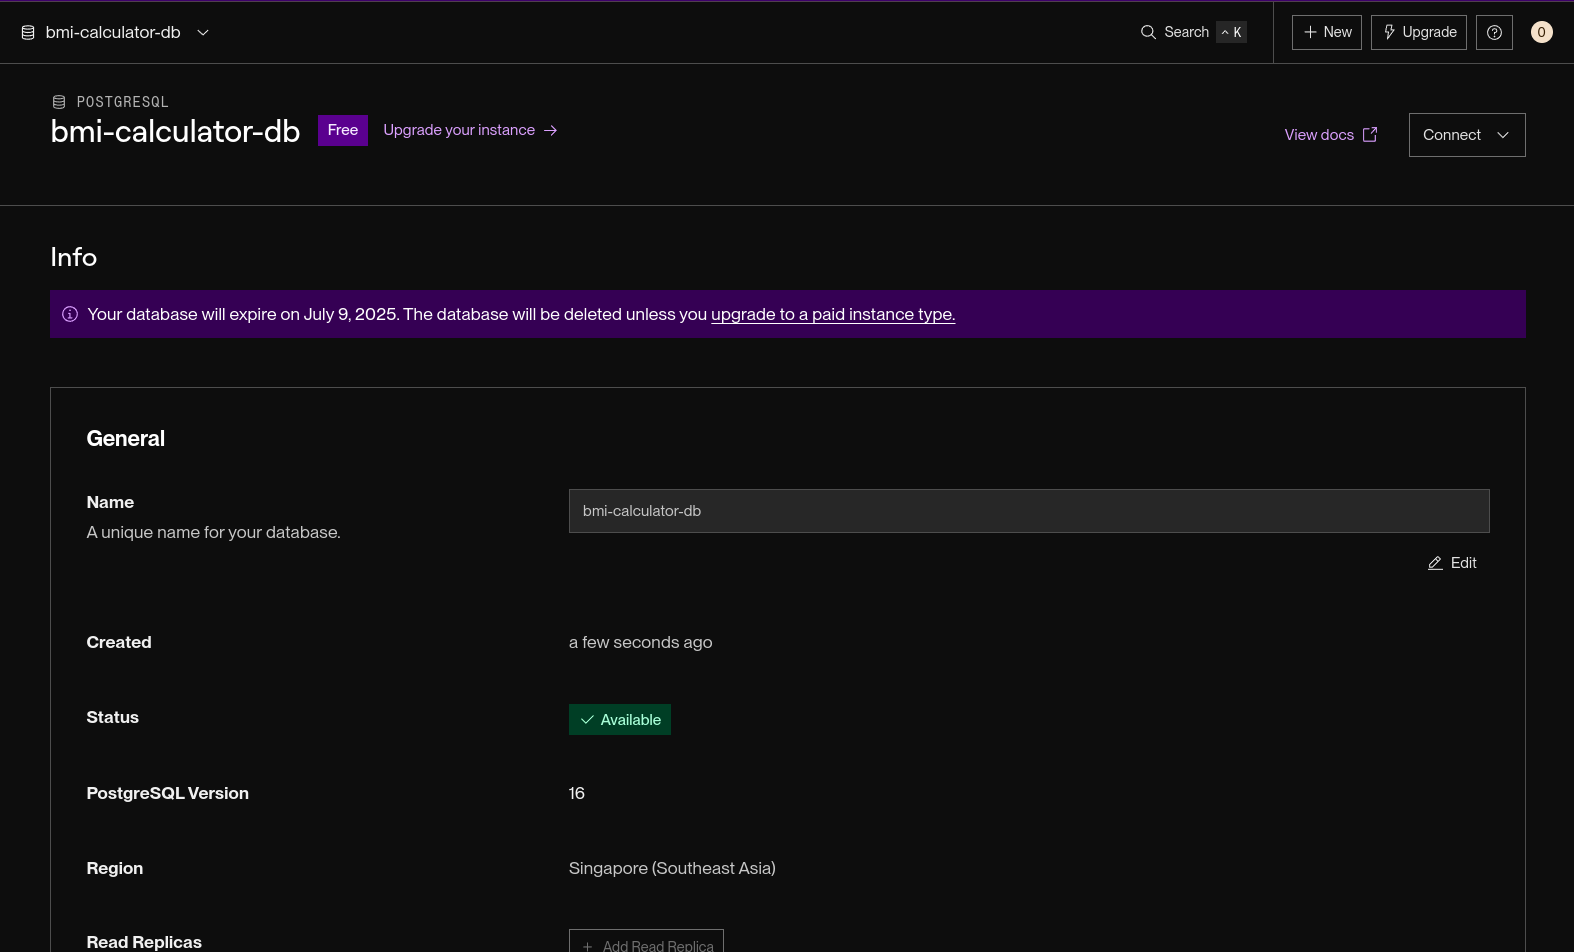 bmi-calculator-db
Search ^ K
+ New
Upgrade
0
POSTGRESQL
bmi-calculator-db
Free
Upgrade your instance →
View docs
Connect
Info
Your database will expire on July 9, 2025. The database will be deleted unless you upgrade to a paid instance type.
General
Name
A unique name for your database.
bmi-calculator-db
Edit
Created
a few seconds ago
Status
Available
PostgreSQL Version
16
Region
Singapore (Southeast Asia)
Read Replicas
+ Add Read Replica